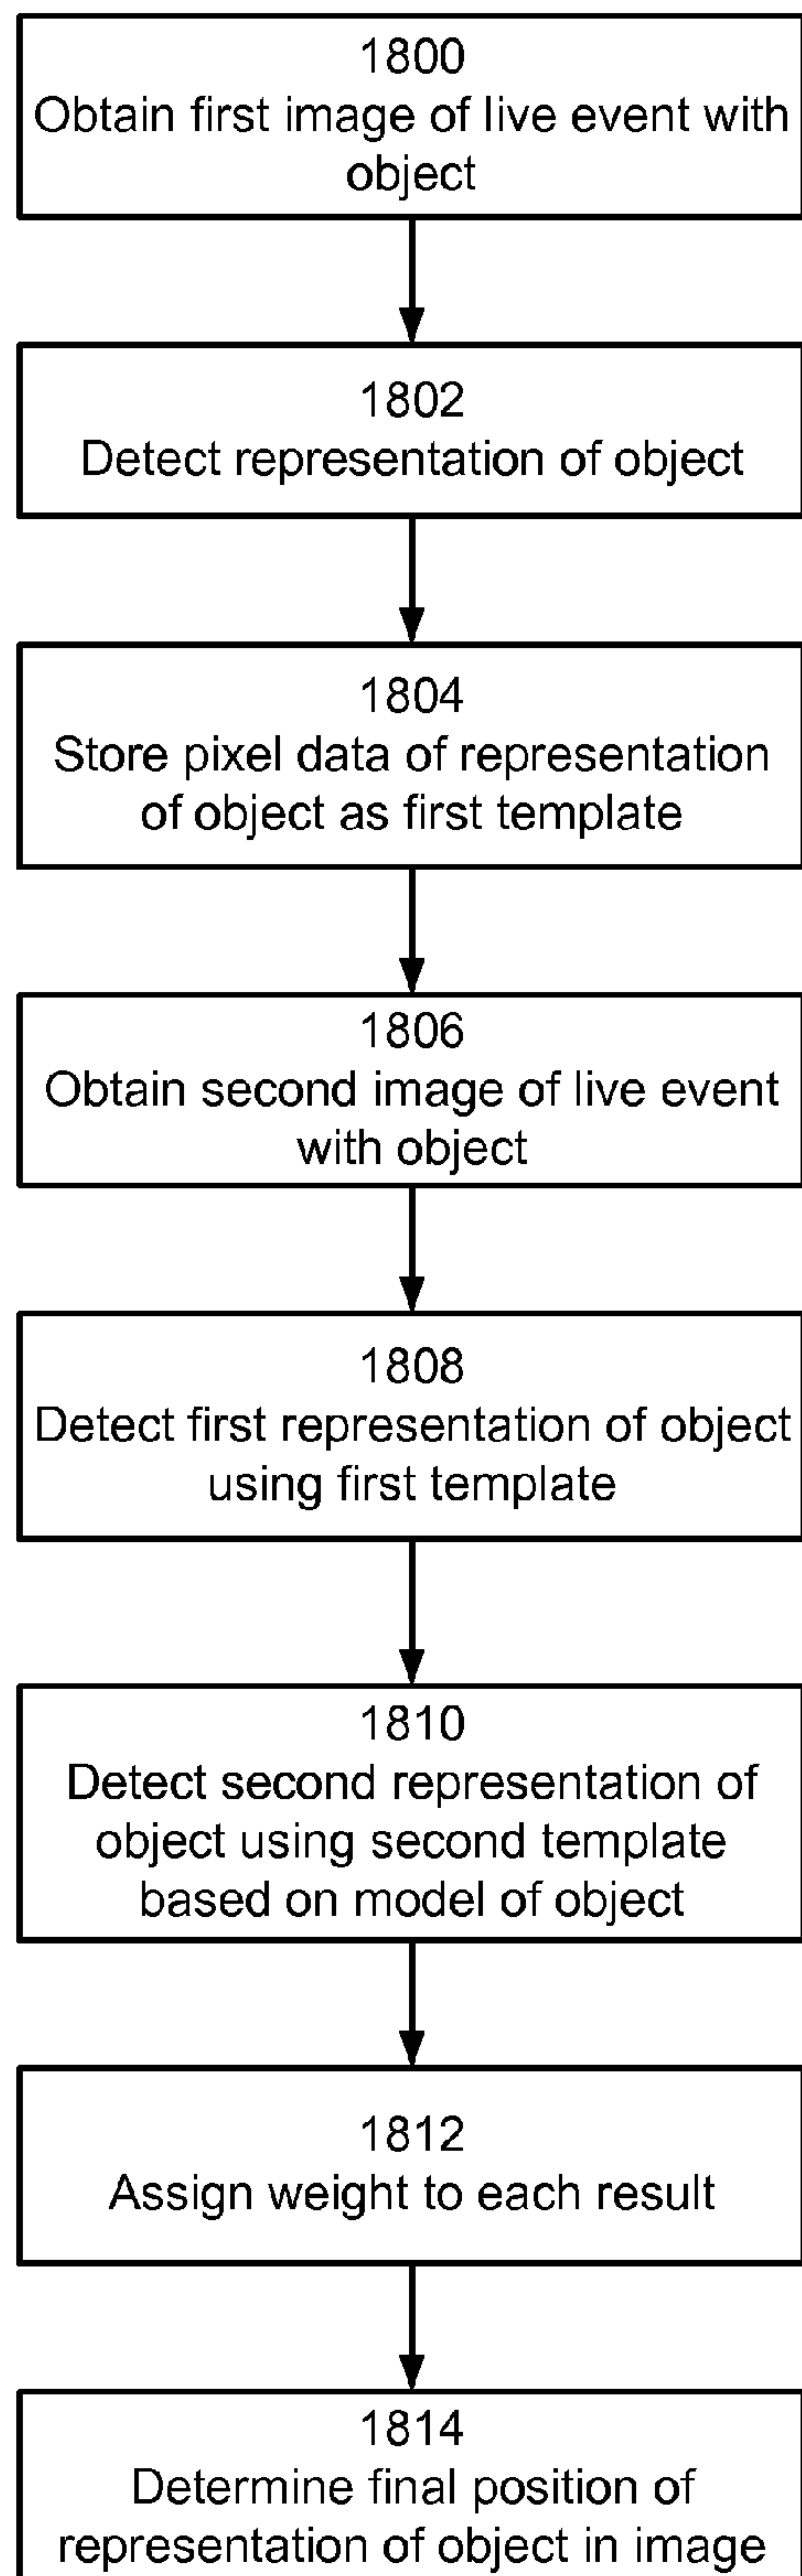 1800
Obtain first image of live event with
object
1802
Detect representation of object
1804
Store pixel data of representation
of object as first template
1806
Obtain second image of live event
with object
1808
Detect first representation of object
using first template
1810
Detect second representation of
object using second template
based on model of object
1812
Assign weight to each result
1814
Determine final position of
representation of object in image